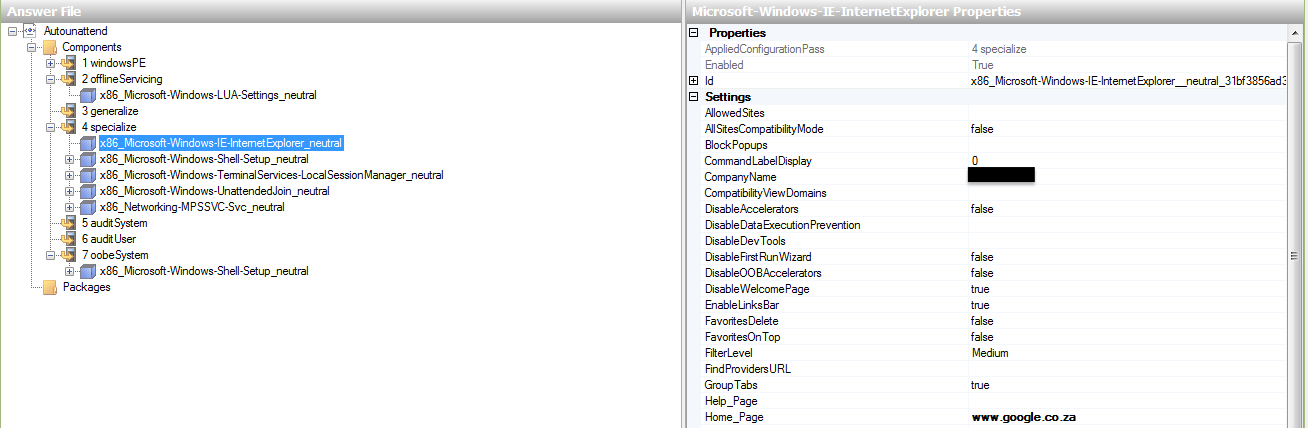 Answer File
Autounattend
Components
1 windowsPE
2 offlineServicing
x86_Microsoft-Windows-LUA-Settings_neutral
3 generalize
4 specialize
x86_Microsoft-Windows-IE-InternetExplorer_neutral
x86_Microsoft-Windows-Shell-Setup_neutral
x86_Microsoft-Windows-TerminalServices-LocalSessionManager_neutral
x86_Microsoft-Windows-UnattendedJoin_neutral
x86_Networking-MPSSVC-Svc_neutral
5 auditSystem
6 auditUser
7 oobeSystem
x86_Microsoft-Windows-Shell-Setup_neutral
Packages
Microsoft-Windows-IE-InternetExplorer Properties
Properties
AppliedConfigurationPass 4 specialize
Enabled True
Id x86_Microsoft-Windows-IE-InternetExplorer__neutral_31bf3856ad3
Settings
AllowedSites
AllSitesCompatibilityMode false
BlockPopups
CommandLabelDisplay 0
CompanyName
CompatibilityViewDomains
DisableAccelerators false
DisableDataExecutionPrevention
DisableDevTools
DisableFirstRunWizard false
DisableOOBAccelerators false
DisableWelcomePage true
EnableLinksBar true
FavoritesDelete false
FavoritesOnTop false
FilterLevel Medium
FindProvidersURL
GroupTabs true
Help_Page
Home_Page www.google.co.za